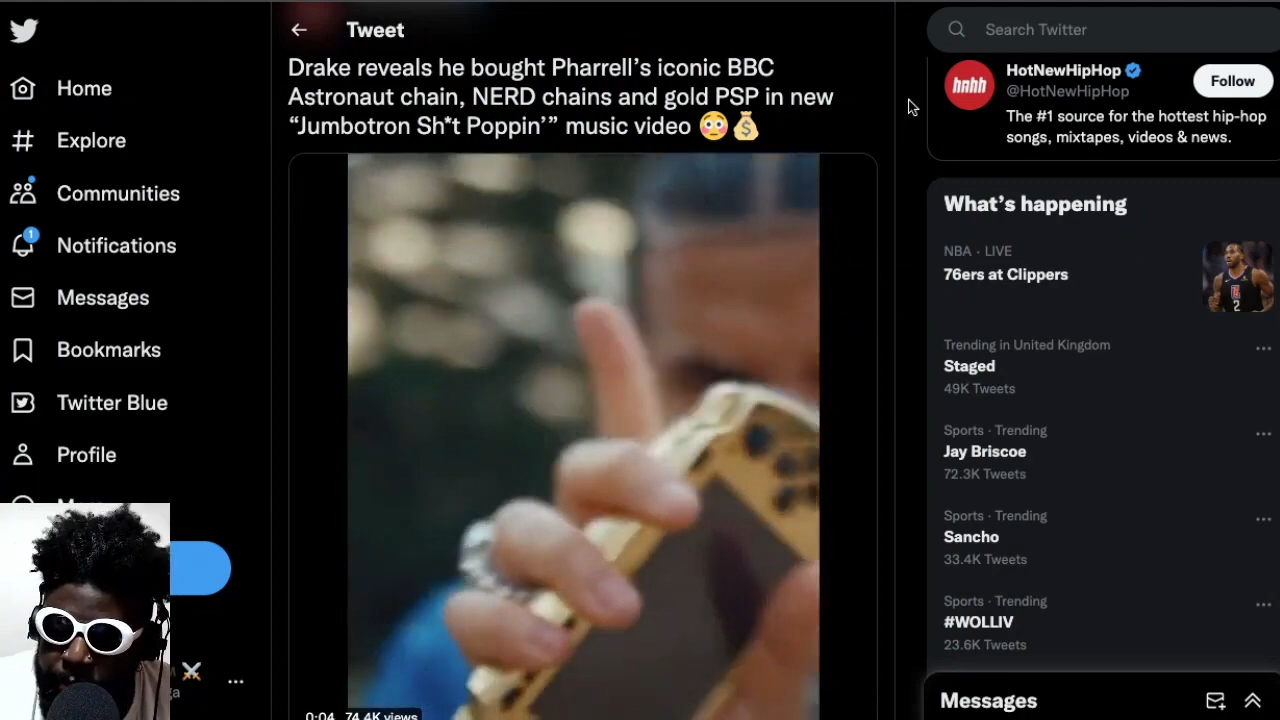 Home
Explore
Communities
1
Notifications
Messages
Bookmarks
Twitter Blue
Profile
Tweet
Drake reveals he bought Pharrell’s iconic BBC
Astronaut chain, NERD chains and gold PSP in new
“Jumbotron Sh*t Poppin’” music video 😳💰
0:04 74.4K views
Search Twitter
hnhh
HotNewHipHop
@HotNewHipHop
Follow
The #1 source for the hottest hip-hop
songs, mixtapes, videos & news.
What’s happening
NBA · LIVE
76ers at Clippers
2
Trending in United Kingdom
Staged
49K Tweets
Sports · Trending
Jay Briscoe
72.3K Tweets
Sports · Trending
Sancho
33.4K Tweets
Sports · Trending
#WOLLIV
23.6K Tweets
Messages